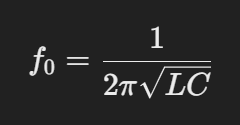 f₀ = 1 / (2π√(LC))